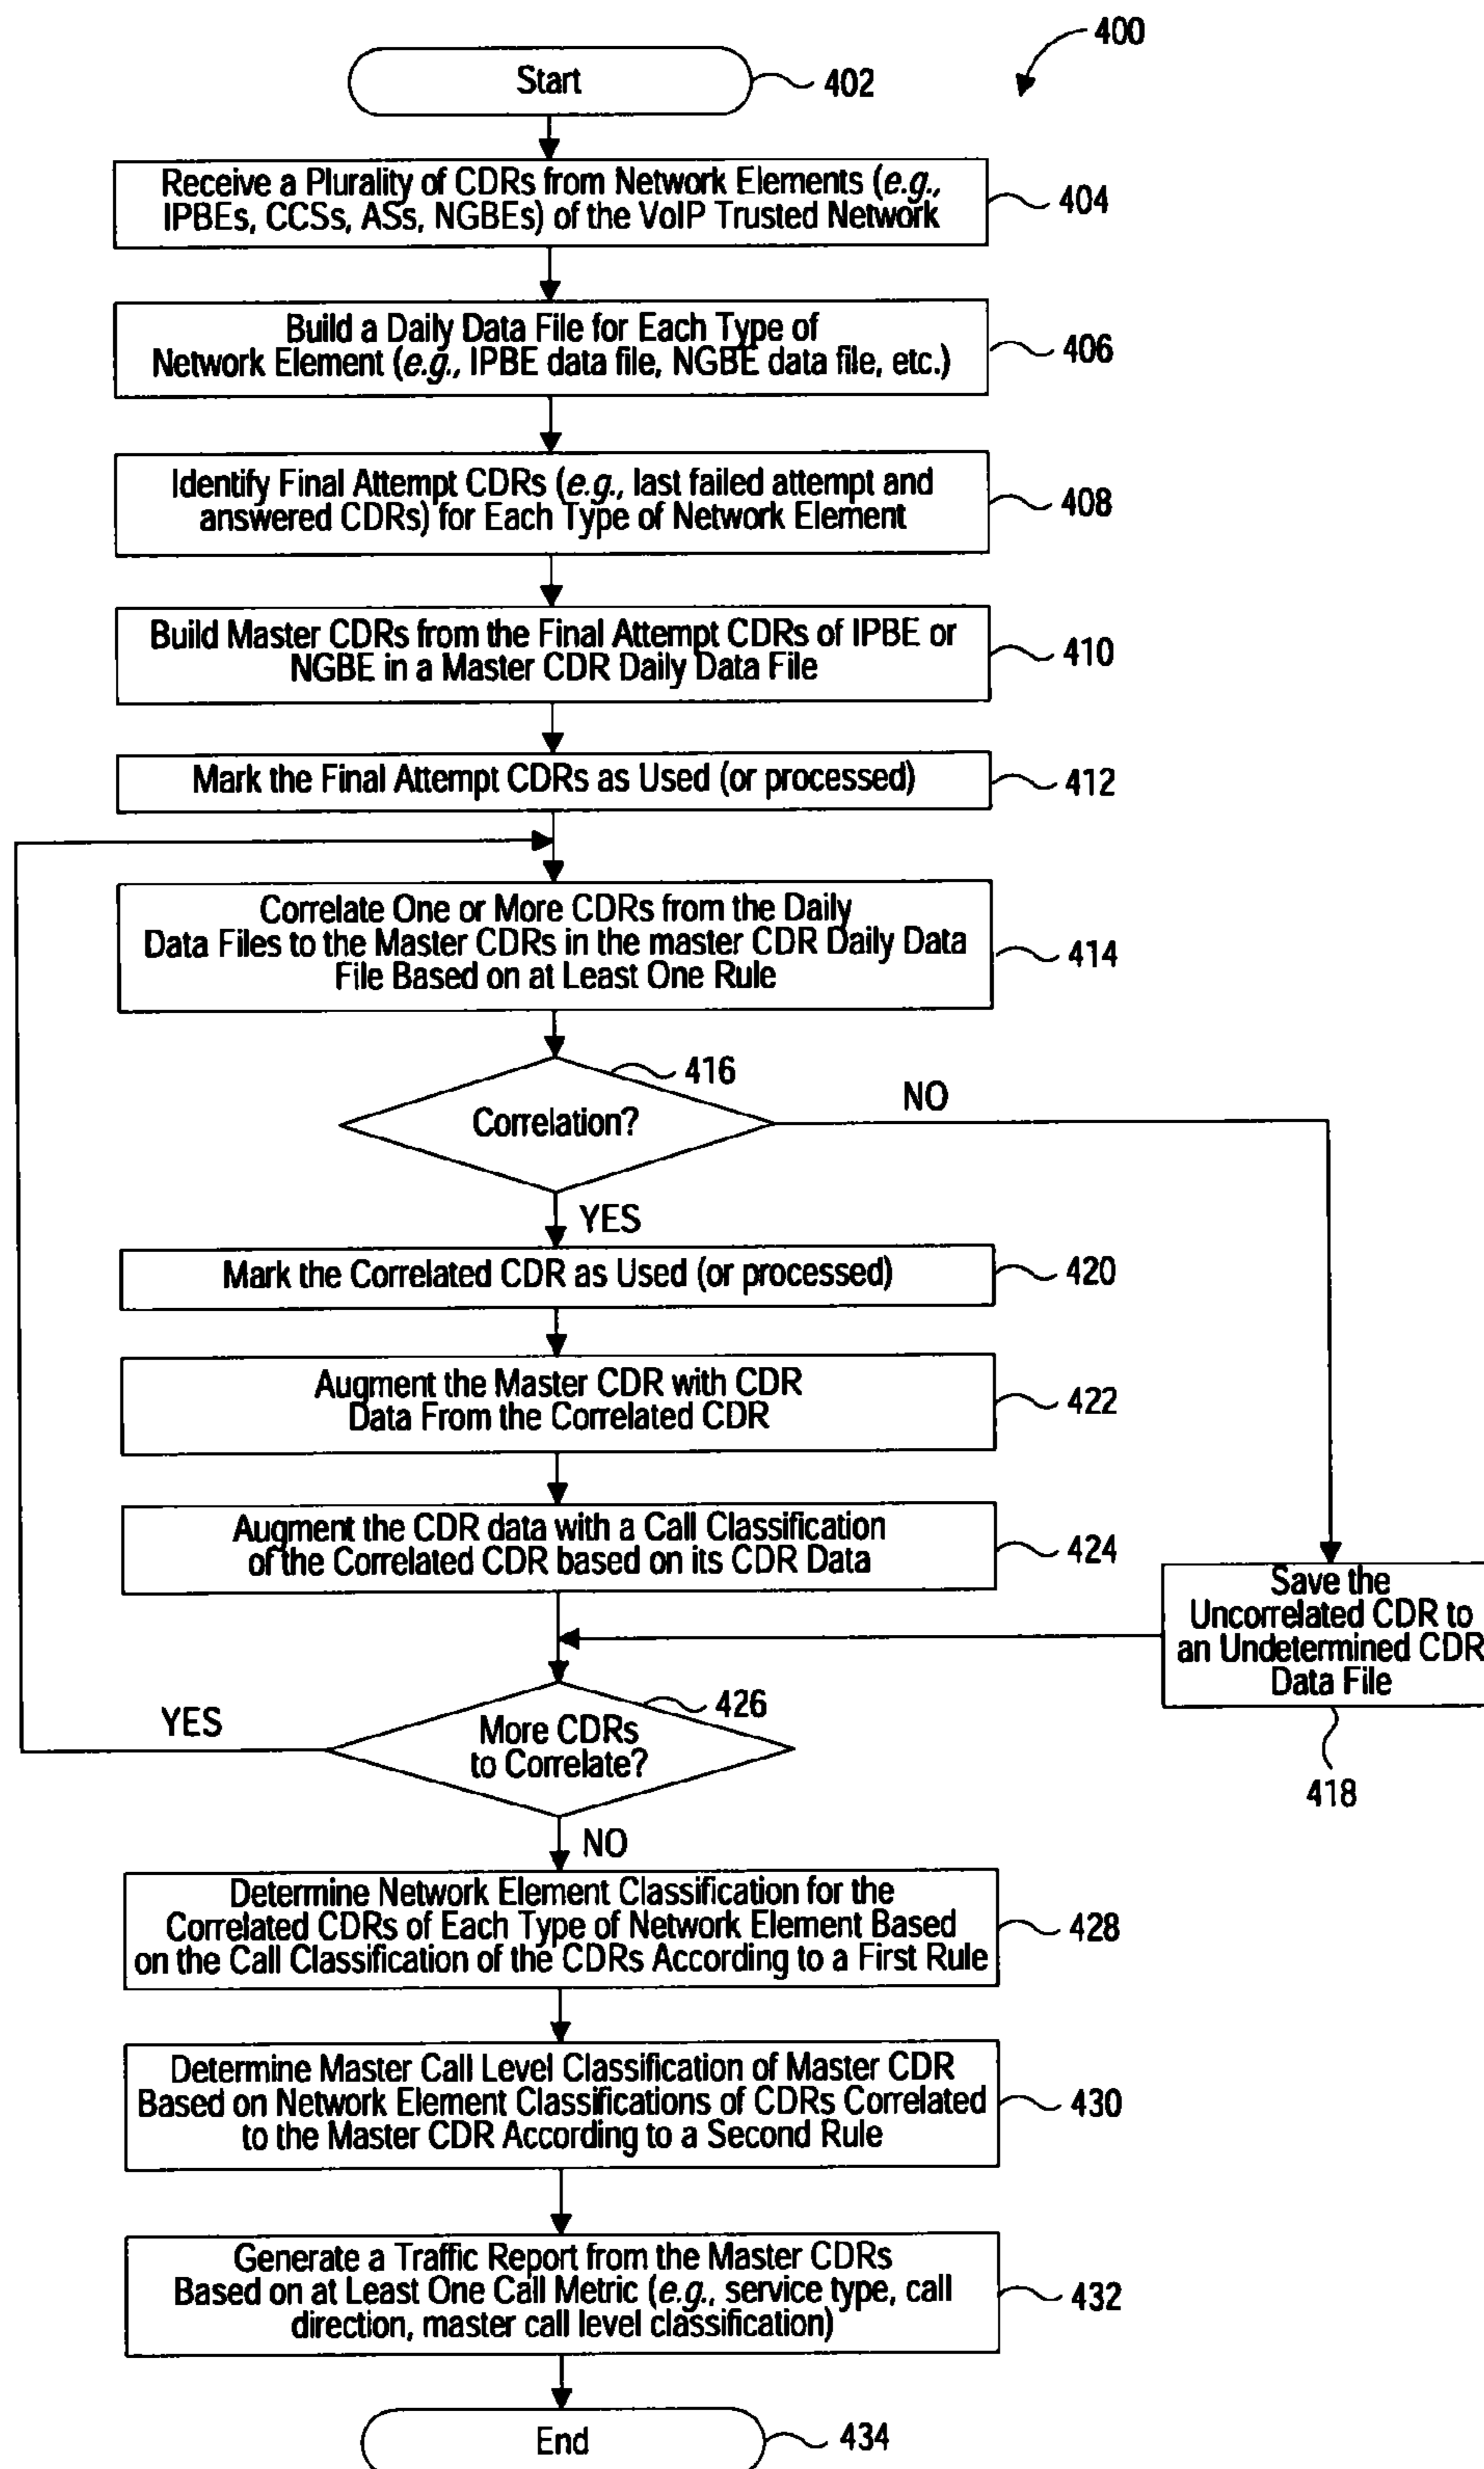 400
Start
402
Receive a Plurality of CDRs from Network Elements (e.g.,
IPBEs, CCSs, ASs, NGBEs) of the VoIP Trusted Network
404
Build a Daily Data File for Each Type of
Network Element (e.g., IPBE data file, NGBE data file, etc.)
406
Identify Final Attempt CDRs (e.g., last failed attempt and
answered CDRs) for Each Type of Network Element
408
Build Master CDRs from the Final Attempt CDRs of IPBE or
NGBE in a Master CDR Daily Data File
410
Mark the Final Attempt CDRs as Used (or processed)
412
Correlate One or More CDRs from the Daily
Data Files to the Master CDRs in the master CDR Daily Data
File Based on at Least One Rule
414
416
Correlation?
NO
YES
Mark the Correlated CDR as Used (or processed)
420
Augment the Master CDR with CDR
Data From the Correlated CDR
422
Augment the CDR data with a Call Classification
of the Correlated CDR based on its CDR Data
424
Save the
Uncorrelated CDR to
an Undetermined CDR
Data File
418
426
More CDRs
to Correlate?
YES
NO
Determine Network Element Classification for the
Correlated CDRs of Each Type of Network Element Based
on the Call Classification of the CDRs According to a First Rule
428
Determine Master Call Level Classification of Master CDR
Based on Network Element Classifications of CDRs Correlated
to the Master CDR According to a Second Rule
430
Generate a Traffic Report from the Master CDRs
Based on at Least One Call Metric (e.g., service type, call
direction, master call level classification)
432
End
434